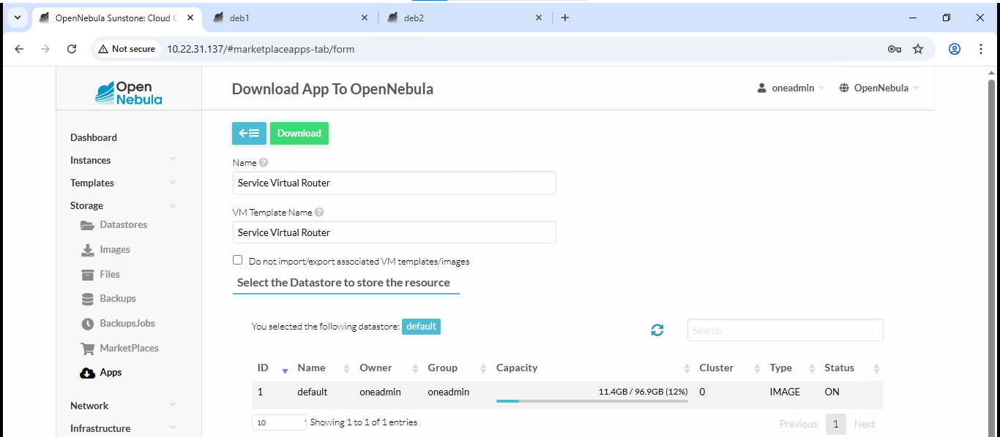 OpenNebula Sunstone: Cloud O
deb1
deb2
Not secure
10.22.31.137/#marketplaceapps-tab/form
Open
Nebula
Download App To OpenNebula
oneadmin
OpenNebula
Dashboard
Instances
Templates
Storage
Datastores
Images
Files
Backups
BackupsJobs
MarketPlaces
Apps
Network
Infrastructure
Download
Name
Service Virtual Router
VM Template Name
Service Virtual Router
Do not import/export associated VM templates/images
Select the Datastore to store the resource
You selected the following datastore: default
Search
ID Name Owner Group Capacity Cluster Type Status
1 default oneadmin oneadmin 11.4GB / 96.9GB (12%) 0 IMAGE ON
10 Showing 1 to 1 of 1 entries
Previous 1 Next